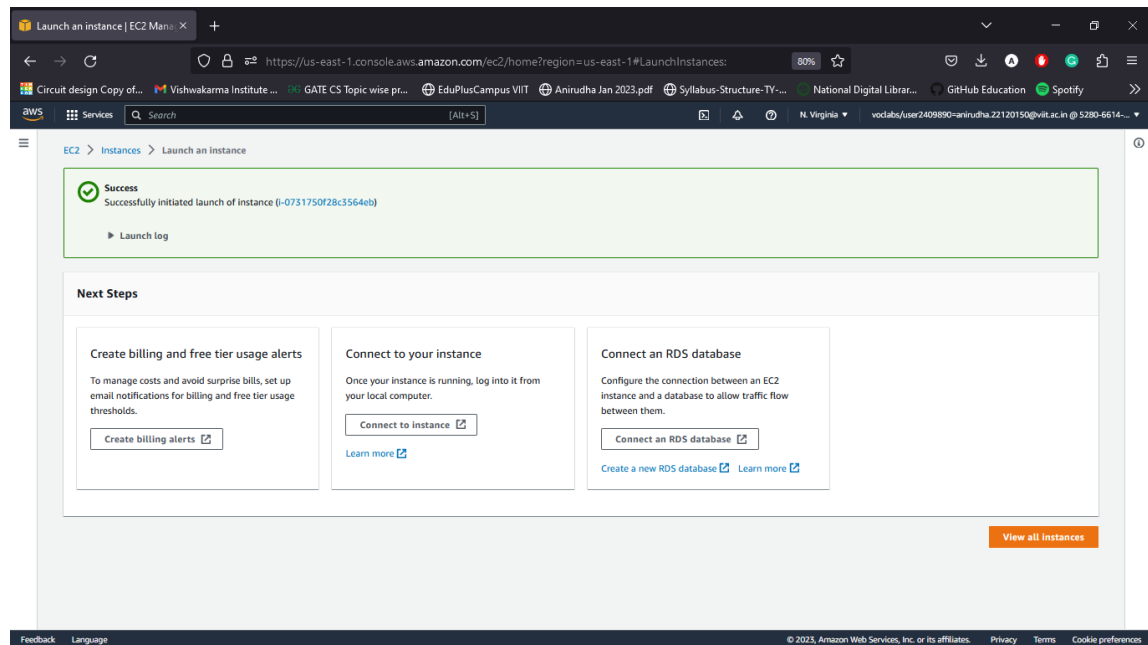 Launch an instance | EC2 Mana
https://us-east-1.console.aws.amazon.com/ec2/home?region=us-east-1#LaunchInstances:
80%
Circuit design Copy of... Vishwakarma Institute ... GATE CS Topic wise pr... EduPlusCampus VIIT Anirudha Jan 2023.pdf Syllabus-Structure-TY-... National Digital Librar... GitHub Education Spotify
aws Services Search [Alt+S] N. Virginia voclabs/user2409890=anirudha.22120150@viit.ac.in @ 5280-6614-...
EC2 > Instances > Launch an instance
Success
Successfully initiated launch of instance (i-0731750f28c3564eb)
Launch log
Next Steps
Create billing and free tier usage alerts
To manage costs and avoid surprise bills, set up
email notifications for billing and free tier usage
thresholds.
Create billing alerts
Connect to your instance
Once your instance is running, log into it from
your local computer.
Connect to instance
Learn more
Connect an RDS database
Configure the connection between an EC2
instance and a database to allow traffic flow
between them.
Connect an RDS database
Create a new RDS database Learn more
View all instances
Feedback Language © 2023, Amazon Web Services, Inc. or its affiliates. Privacy Terms Cookie preferences